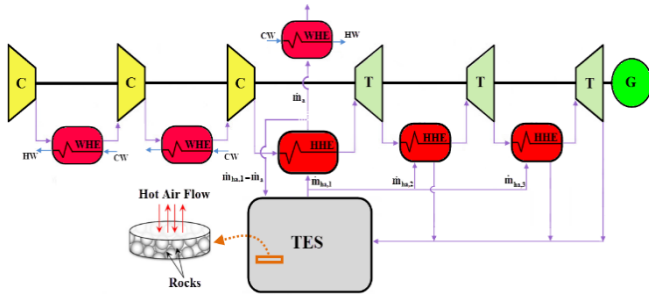 CW
WHE
HW
C
C
C
T
T
T
G
ṁa
WHE
HW
CW
WHE
CW
HHE
HHE
HHE
ṁha,1-ṁa
ṁha,1
ṁha,2
ṁha,3
Hot Air Flow
TES
Rocks